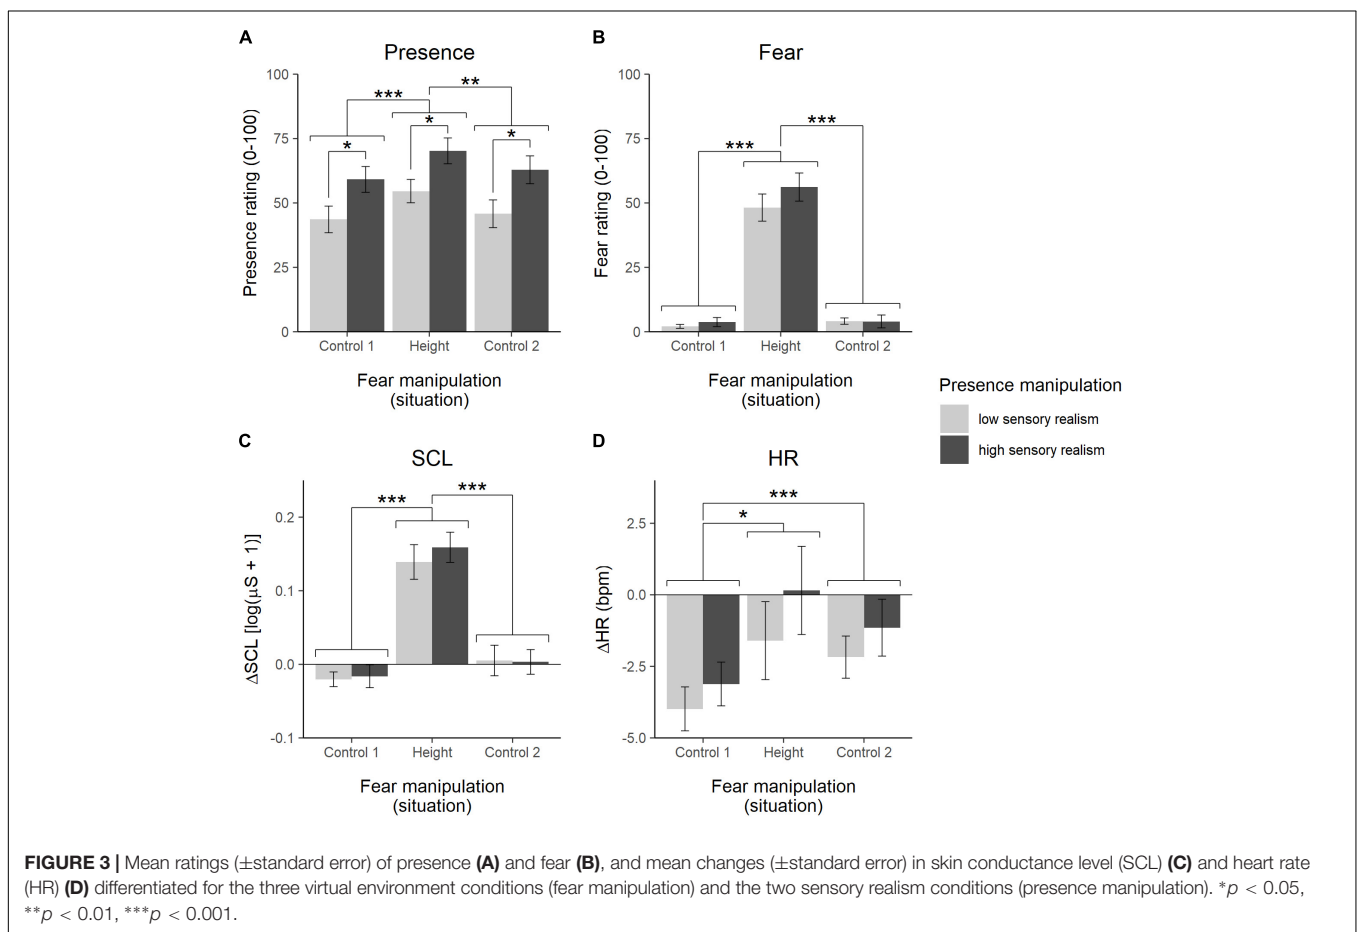 A
Presence
***
**
*
*
*
100
75
50
25
0
Presence rating (0-100)
Control 1 Height Control 2
Fear manipulation
(situation)
B
Fear
***
***
100
75
50
25
0
Fear rating (0-100)
Control 1 Height Control 2
Fear manipulation
(situation)
Presence manipulation
low sensory realism
high sensory realism
C
SCL
***
***
0.2
0.1
0.0
-0.1
ΔSCL [log(μS + 1)]
Control 1 Height Control 2
Fear manipulation
(situation)
D
HR
***
*
2.5
0.0
-2.5
-5.0
ΔHR (bpm)
Control 1 Height Control 2
Fear manipulation
(situation)
FIGURE 3 | Mean ratings (±standard error) of presence (A) and fear (B), and mean changes (±standard error) in skin conductance level (SCL) (C) and heart rate
(HR) (D) differentiated for the three virtual environment conditions (fear manipulation) and the two sensory realism conditions (presence manipulation). *p < 0.05,
**p < 0.01, ***p < 0.001.